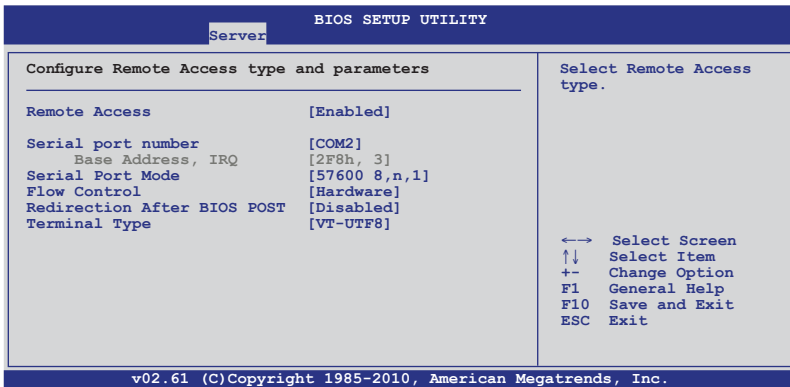 BIOS SETUP UTILITY
Server
Configure Remote Access type and parameters
Remote Access [Enabled]
Serial port number [COM2]
Base Address, IRQ [2F8h, 3]
Serial Port Mode [57600 8,n,1]
Flow Control [Hardware]
Redirection After BIOS POST [Disabled]
Terminal Type [VT-UTF8]
Select Remote Access
type.
←→ Select Screen
↑↓ Select Item
+- Change Option
F1 General Help
F10 Save and Exit
ESC Exit
v02.61 (C)Copyright 1985-2010, American Megatrends, Inc.